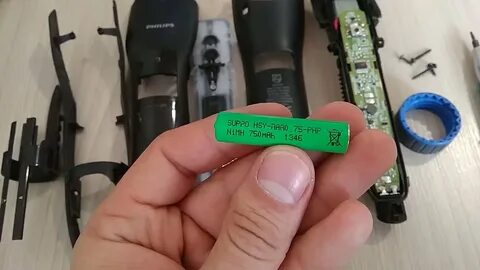 PHILIPS
SUPPO HSY-AAA0.75-PHP
NiMH 750mAh 1346